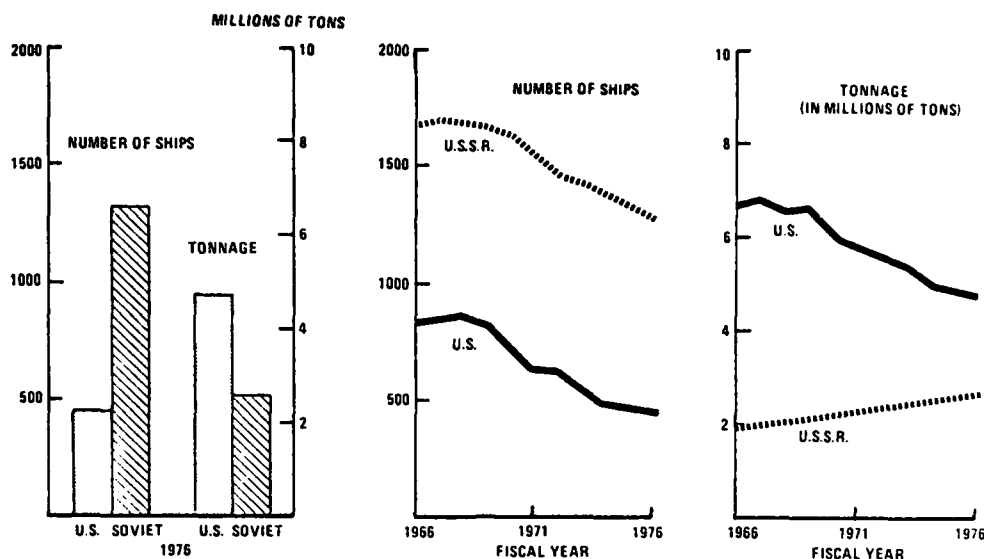 MILLIONS OF TONS
2000
10
NUMBER OF SHIPS
8
1500
6
TONNAGE
1000
4
500
2
U.S. SOVIET
U.S. SOVIET
1976
2000
NUMBER OF SHIPS
U.S.S.R.
1500
1000
U.S.
500
1966
1971
1976
FISCAL YEAR
10
TONNAGE
(IN MILLIONS OF TONS)
8
6
U.S.
4
2
U.S.S.R.
1966
1971
1976
FISCAL YEAR